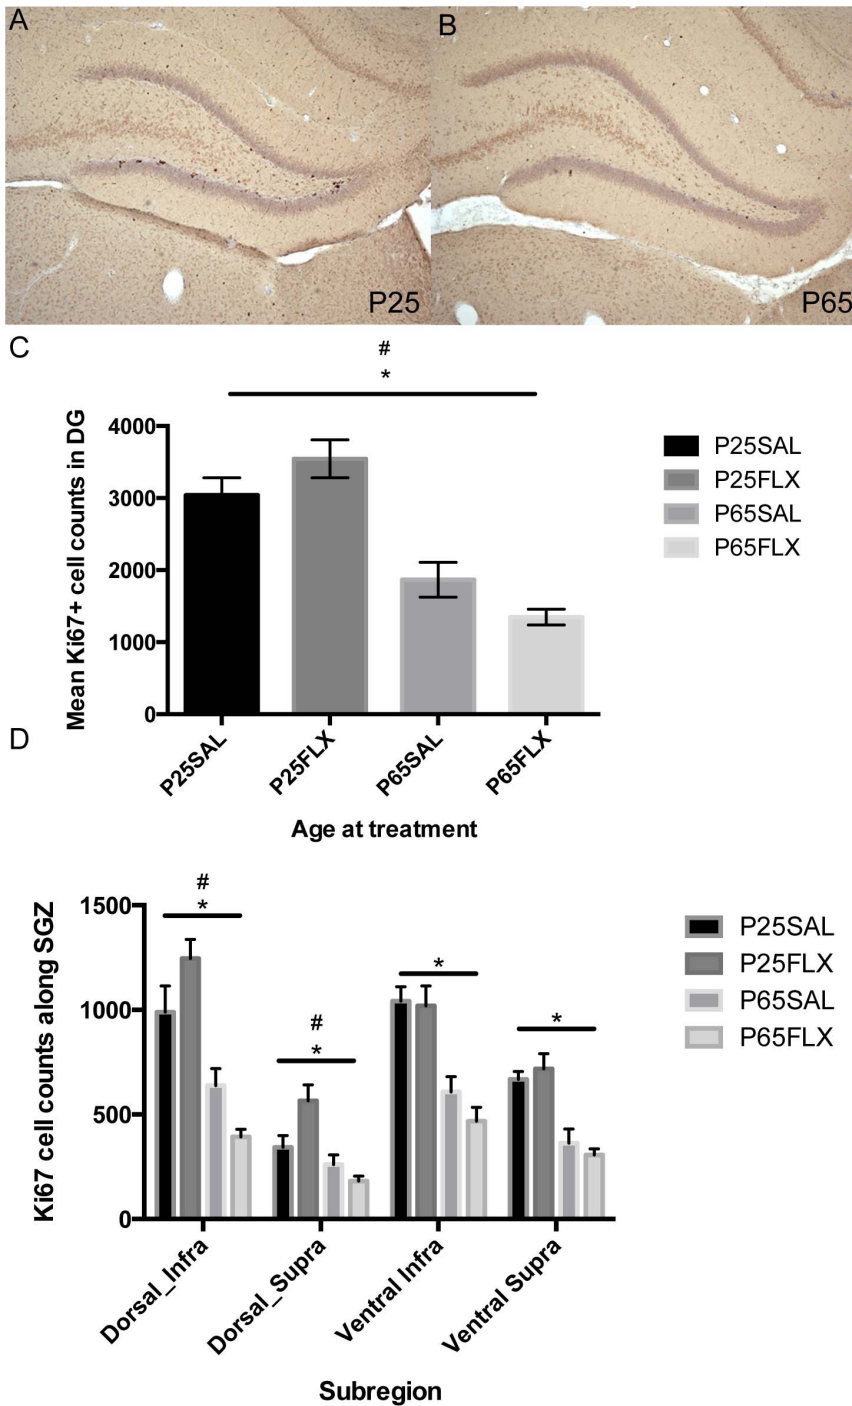 A
B
P25
P65
C
#
*
Mean Ki67+ cell counts in DG
4000
3000
2000
1000
0
P25SAL
P25FLX
P65SAL
P65FLX
Age at treatment
P25SAL
P25FLX
P65SAL
P65FLX
D
Ki67 cell counts along SGZ
1500
1000
500
0
#
*
#
*
*
*
Dorsal_Infra
Dorsal_Supra
Ventral Infra
Ventral Supra
Subregion
P25SAL
P25FLX
P65SAL
P65FLX